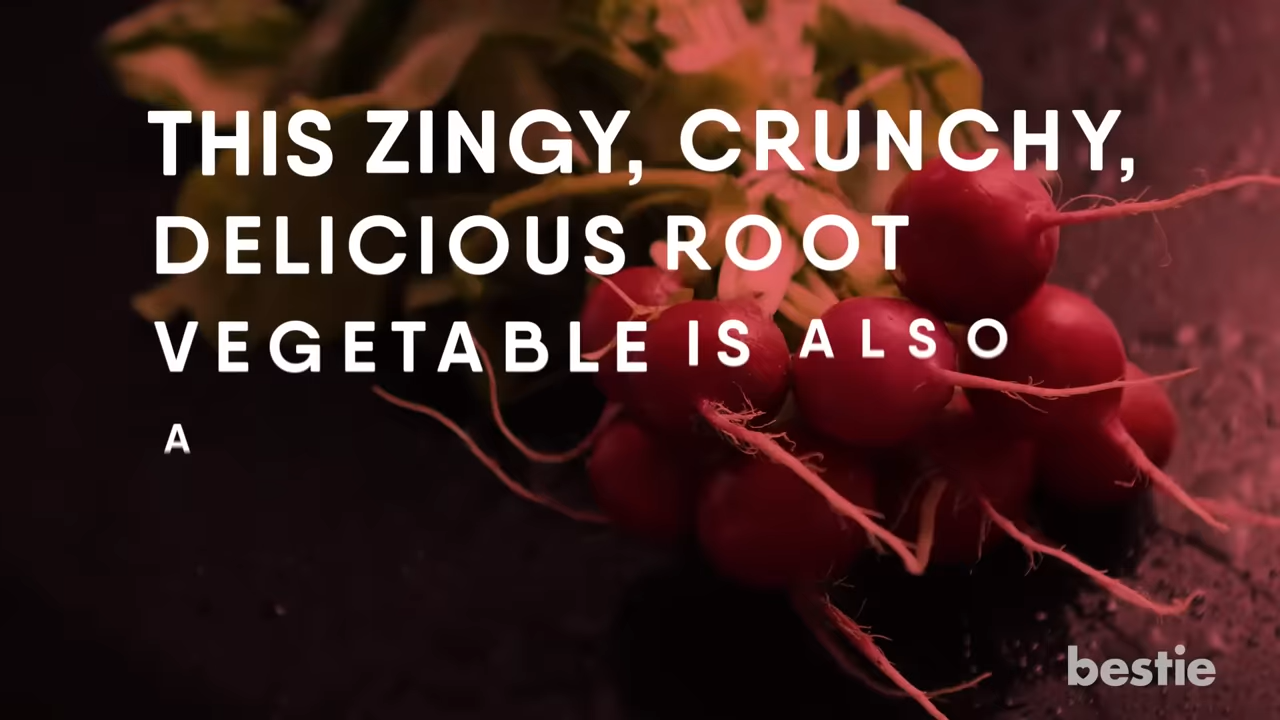 THIS ZINGY, CRUNCHY,
DELICIOUS ROOT
VEGETABLE IS ALSO
A
bestie